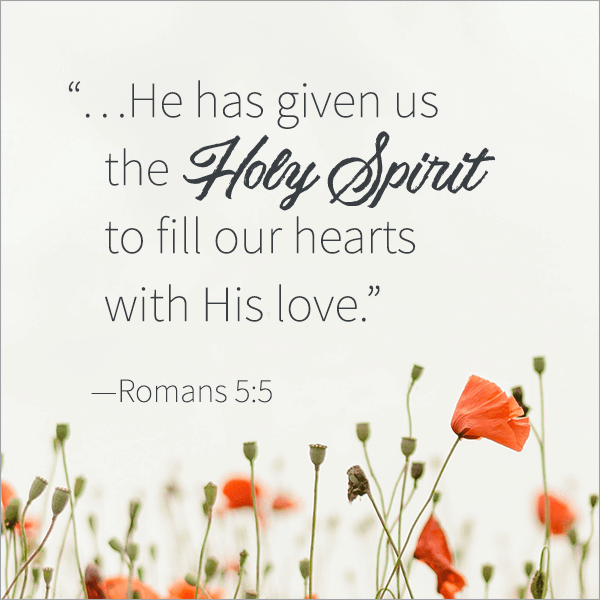 “…He has given us
the Holy Spirit
to fill our hearts
with His love.”
—Romans 5:5